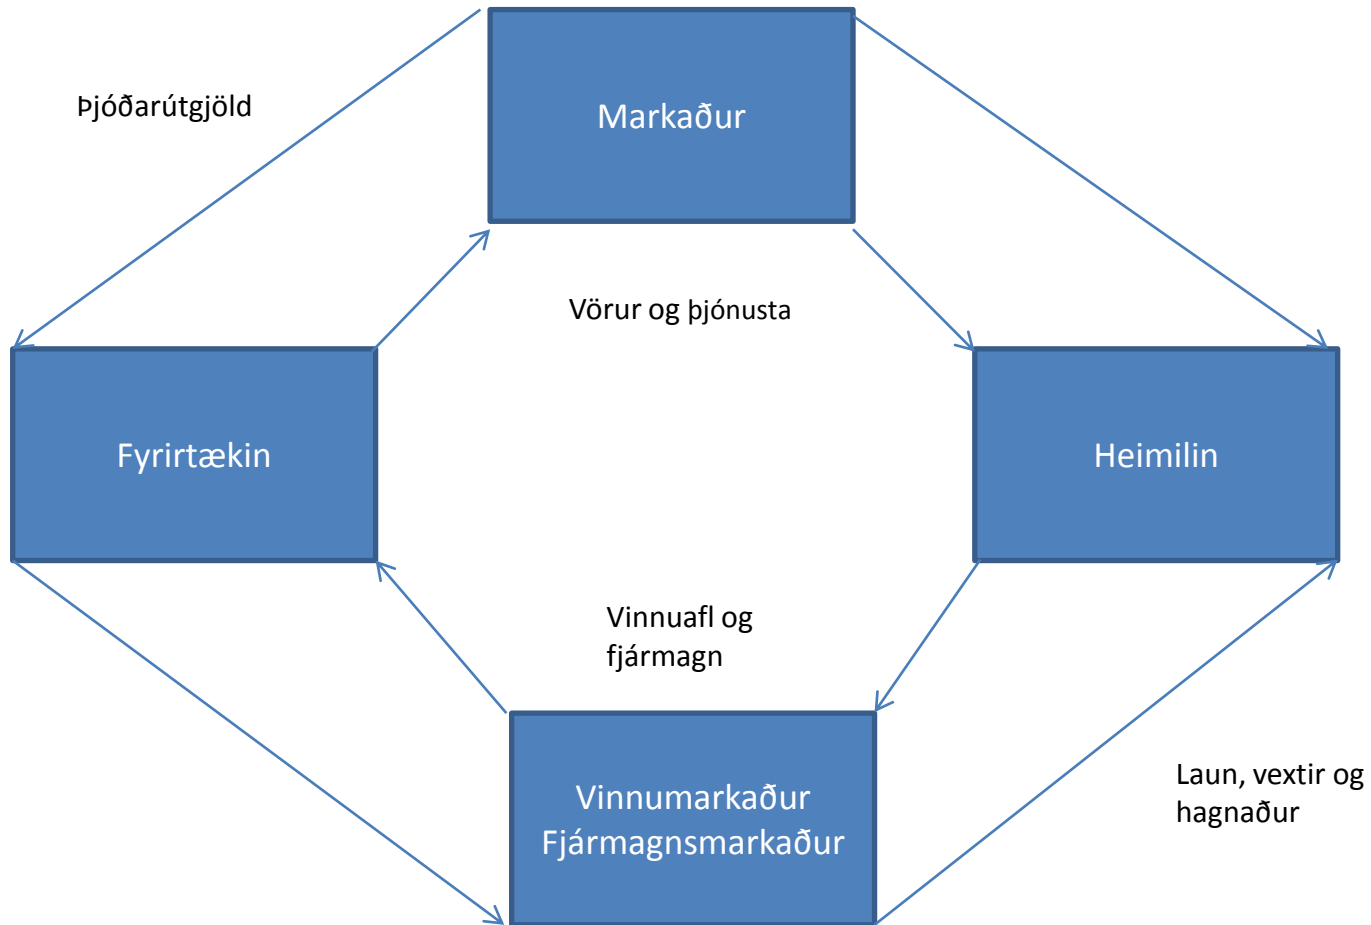 Markaður
Þjóðarútgjöld
Vörur og þjónusta
Fyrirtækin
Heimilin
Vinnuafl og
fjármagn
Vinnumarkaður
Fjármagnsmarkaður
Laun, vextir og
hagnaður